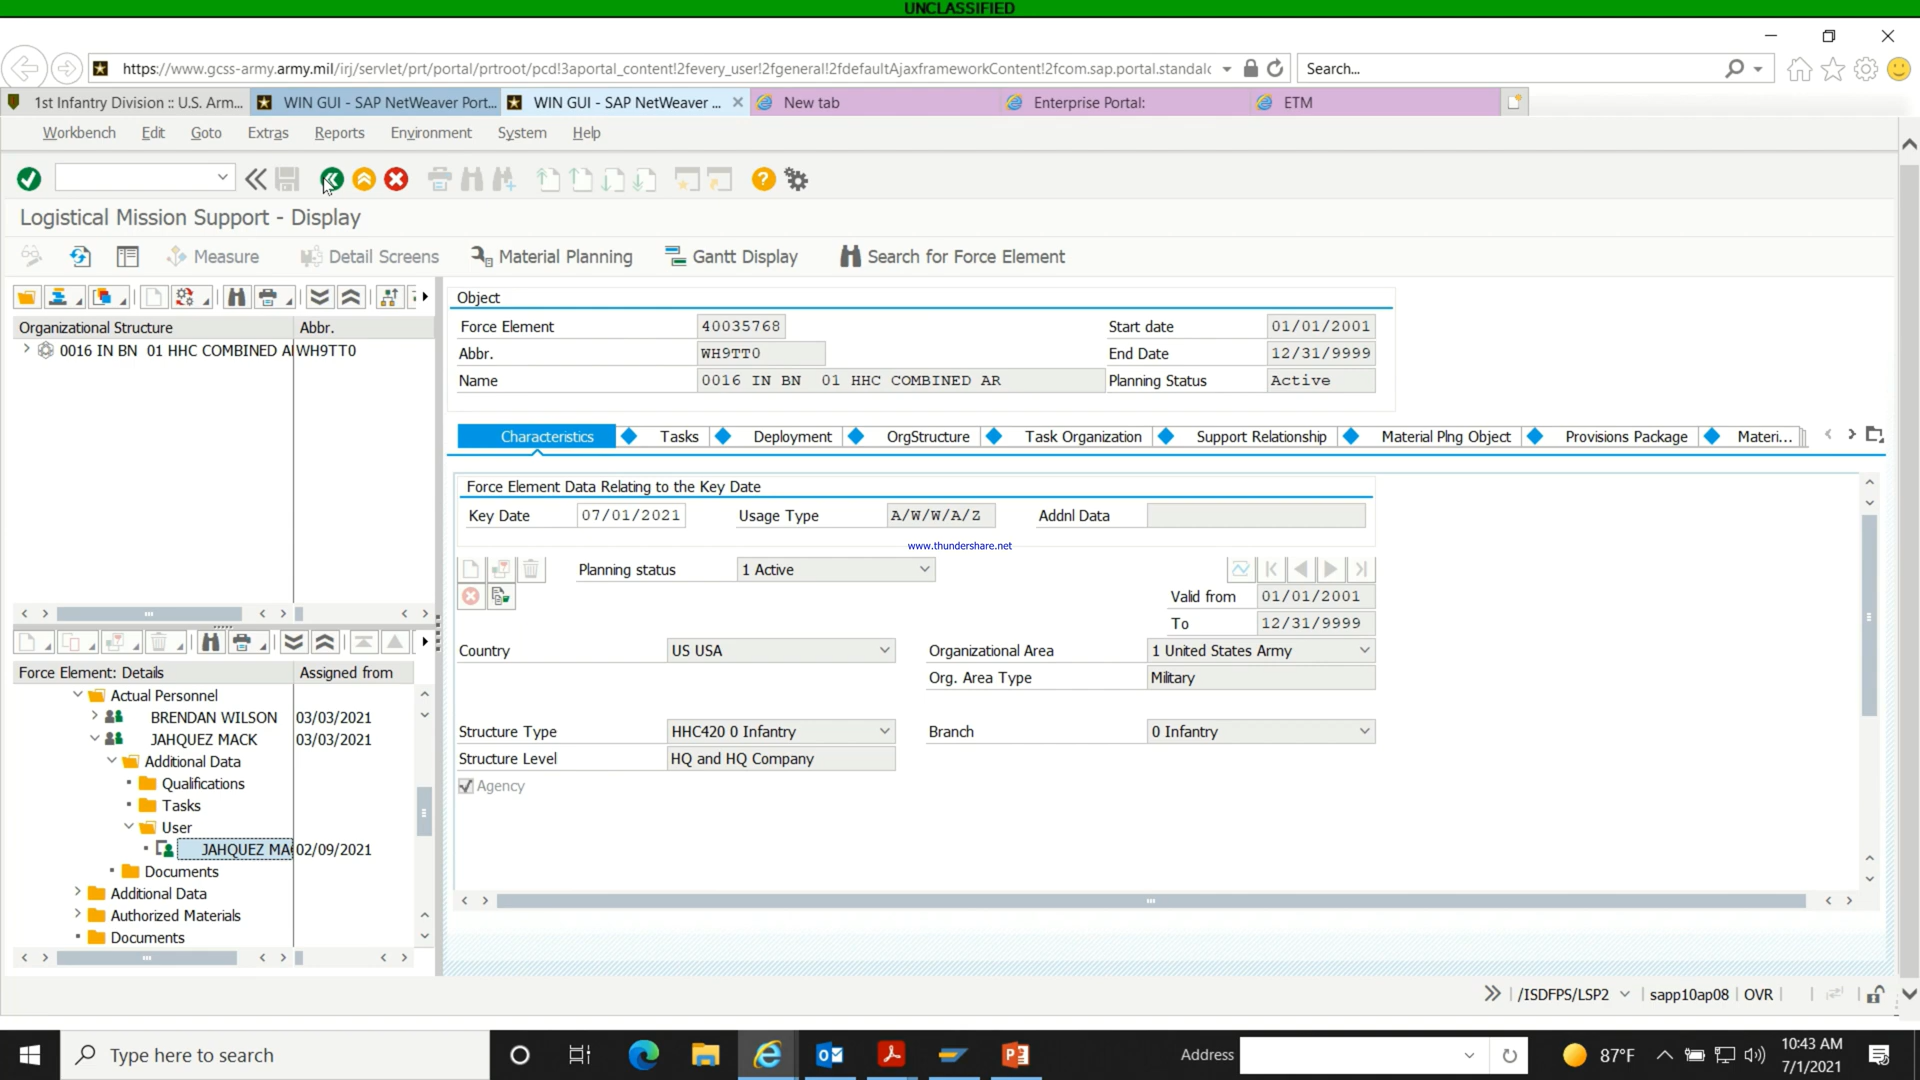 UNCLASSIFIED
https://www.gcss-army.army.mil/irj/servlet/prt/portal/prtroot/pcd!3aportal_content!2fevery_user!2fgeneral!2fdefaultAjaxframeworkContent!2fcom.sap.portal.standalc
Search...
1st Infantry Division :: U.S. Arm...
WIN GUI - SAP NetWeaver Port...
WIN GUI - SAP NetWeaver ...
New tab
Enterprise Portal:
ETM
Workbench Edit Goto Extras Reports Environment System Help
Logistical Mission Support - Display
Measure Detail Screens Material Planning Gantt Display Search for Force Element
Organizational Structure Abbr.
0016 IN BN 01 HHC COMBINED A WH9TT0
Object
Force Element 40035768 Start date 01/01/2001
Abbr. WH9TT0 End Date 12/31/9999
Name 0016 IN BN 01 HHC COMBINED AR Planning Status Active
Characteristics Tasks Deployment OrgStructure Task Organization Support Relationship Material Plng Object Provisions Package Materi...
Force Element Data Relating to the Key Date
Key Date 07/01/2021 Usage Type A/W/W/A/Z Addnl Data
www.thundershare.net
Planning status 1 Active
Valid from 01/01/2001
To 12/31/9999
Country US USA Organizational Area 1 United States Army
Org. Area Type Military
Structure Type HHC420 0 Infantry Branch 0 Infantry
Structure Level HQ and HQ Company
Agency
Force Element: Details Assigned from
Actual Personnel
BRENDAN WILSON 03/03/2021
JAHQUEZ MACK 03/03/2021
Additional Data
Qualifications
Tasks
User
JAHQUEZ MA 02/09/2021
Documents
Additional Data
Authorized Materials
Documents
/ISDFPS/LSP2 sapp10ap08 OVR
Type here to search
Address
87°F
10:43 AM
7/1/2021